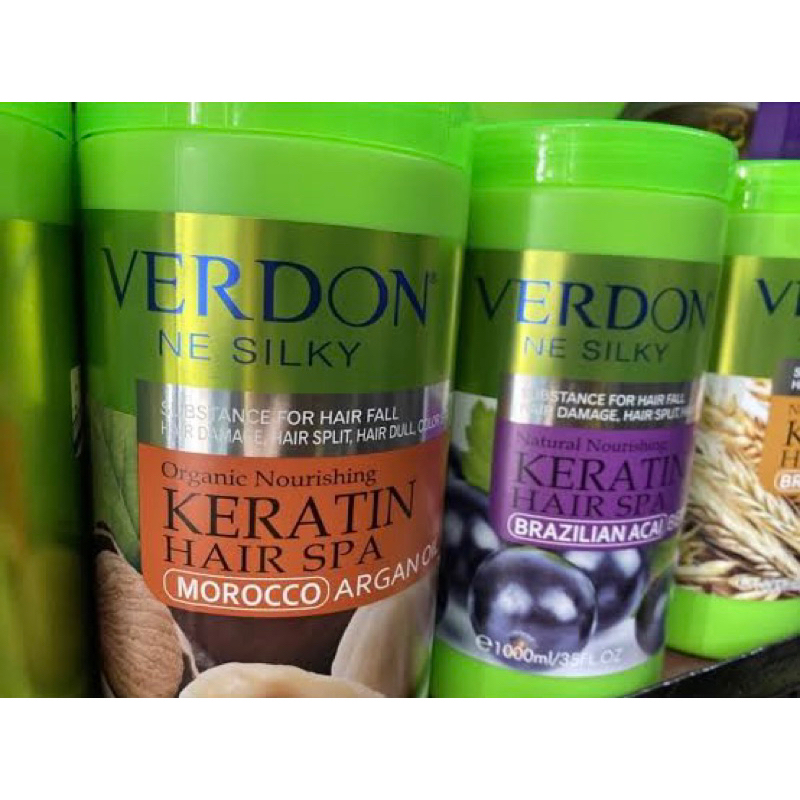 VERDON®
NE SILKY
SUBSTANCE FOR HAIR FALL
HAIR DAMAGE, HAIR SPLIT, HAIR DULL, COLOR
Organic Nourishing
KERATIN
HAIR SPA
MOROCCO ARGAN OIL
VERDON
NE SILKY
SUBSTANCE FOR HAIR FALL
HAIR DAMAGE, HAIR SPLIT,
Natural Nourishing
KERATIN
HAIR SPA
BRAZILIAN ACAI
e1000ml/35FL.OZ